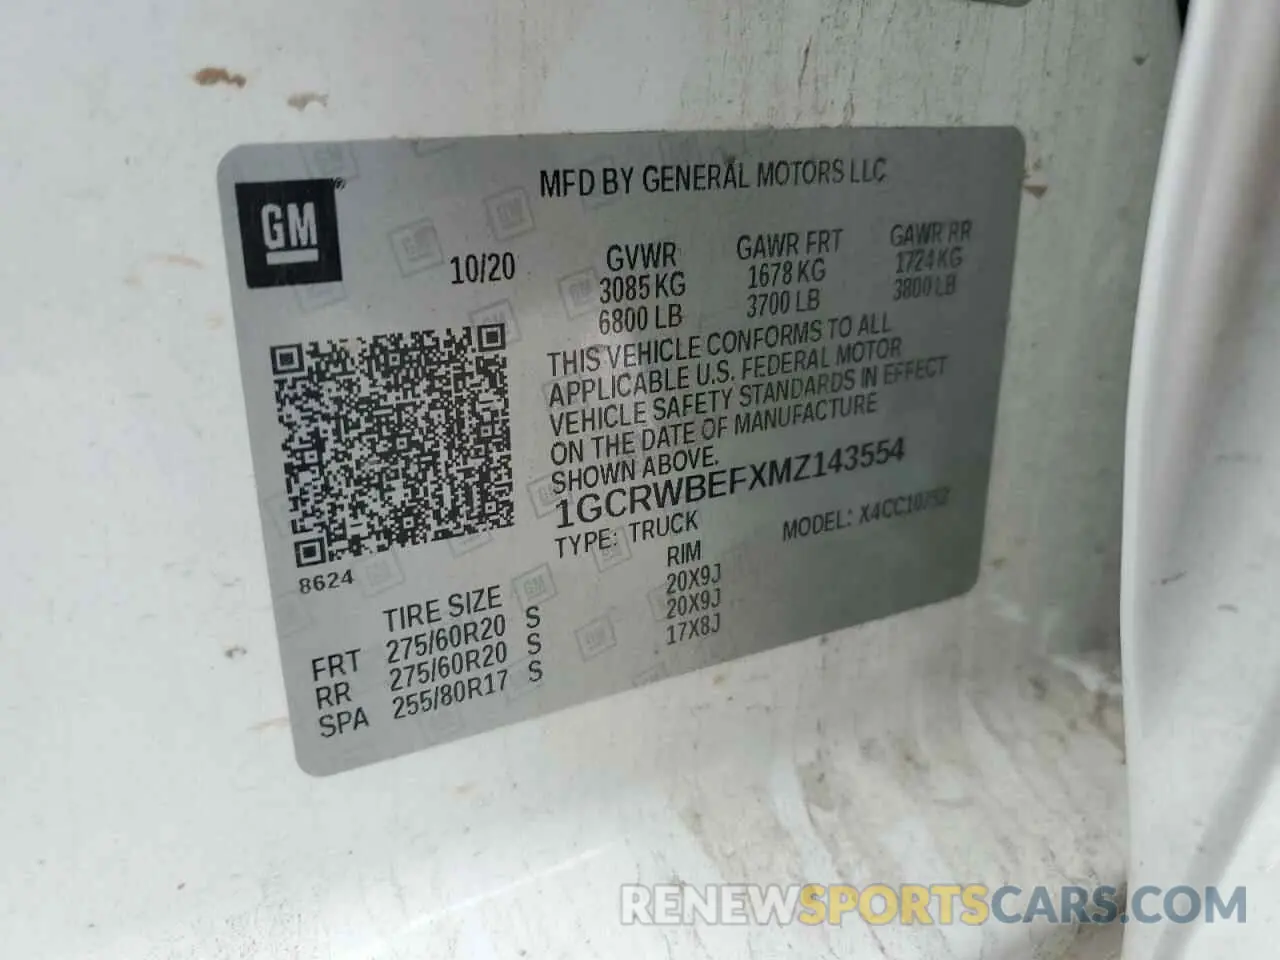 MFD BY GENERAL MOTORS LLC
GM
10/20
GVWR GAWR FRT GAWR RR
3085 KG 1678 KG 1724 KG
6800 LB 3700 LB 3800 LB
THIS VEHICLE CONFORMS TO ALL
APPLICABLE U.S. FEDERAL MOTOR
VEHICLE SAFETY STANDARDS IN EFFECT
ON THE DATE OF MANUFACTURE
SHOWN ABOVE.
1GCRWBEFXMZ143554
TYPE: TRUCK MODEL:
8624
TIRE SIZE RIM
FRT 275/60R20 S 20X9J
RR 275/60R20 S 20X9J
SPA 255/80R17 S 17X8J
RENEWSPORTSCARS.COM